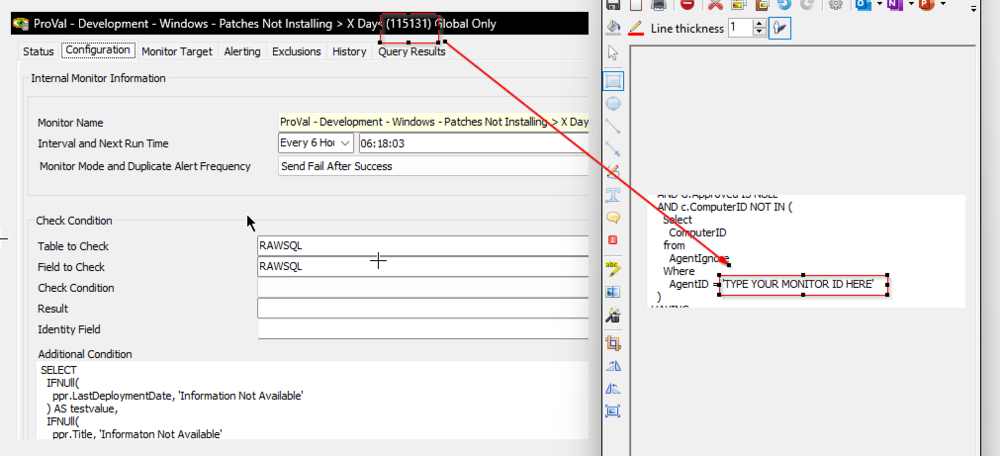 ProVal - Development - Windows - Patches Not Installing > X Days (115131) Global Only
Status Configuration Monitor Target Alerting Exclusions History Query Results
Internal Monitor Information
Monitor Name ProVal - Development - Windows - Patches Not Installing > X Day
Interval and Next Run Time Every 6 Hou 06:18:03
Monitor Mode and Duplicate Alert Frequency Send Fail After Success
Check Condition
Table to Check RAWSQL
Field to Check RAWSQL
Check Condition
Result
Identity Field
Additional Condition
SELECT
IFNUll(
ppr.LastDeploymentDate, 'Information Not Available'
) AS testvalue,
IFNUll(
ppr.Title, 'Informaton Not Available'
Line thickness 1
AND c.ComputerID NOT IN (
Select
ComputerID
from
AgentIgnore
Where
AgentID = 'TYPE YOUR MONITOR ID HERE'
)